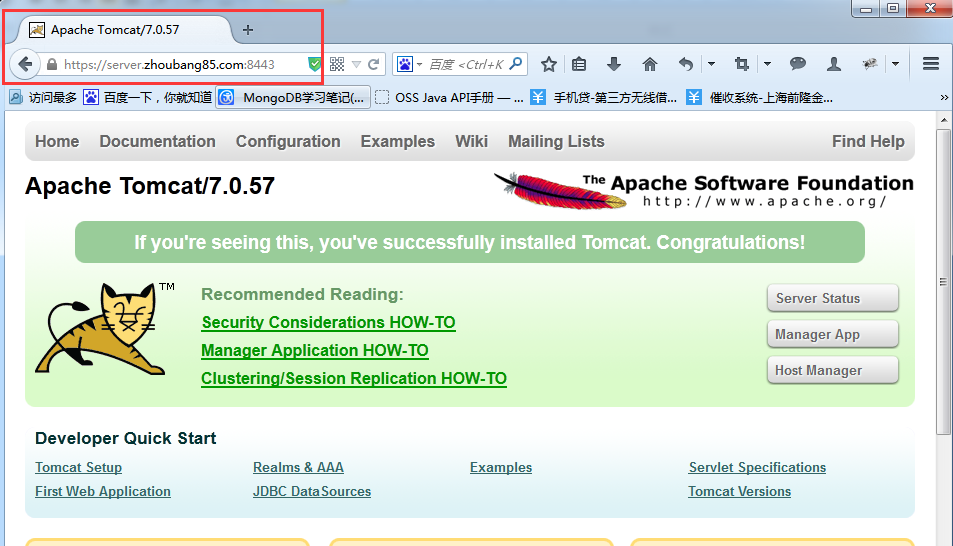 Apache Tomcat/7.0.57
https://server.zhoubang85.com:8443
百度 <Ctrl+K
访问最多 百度一下，你就知道 MongoDB学习笔记(... OSS Java API手册 — ... 手机贷-第三方无线借... 催收系统-上海前隆金...
Home Documentation Configuration Examples Wiki Mailing Lists Find Help
Apache Tomcat/7.0.57
The Apache Software Foundation
http://www.apache.org/
If you're seeing this, you've successfully installed Tomcat. Congratulations!
TM
Recommended Reading:
Security Considerations HOW-TO
Manager Application HOW-TO
Clustering/Session Replication HOW-TO
Server Status
Manager App
Host Manager
Developer Quick Start
Tomcat Setup Realms & AAA Examples Servlet Specifications
First Web Application JDBC DataSources Tomcat Versions